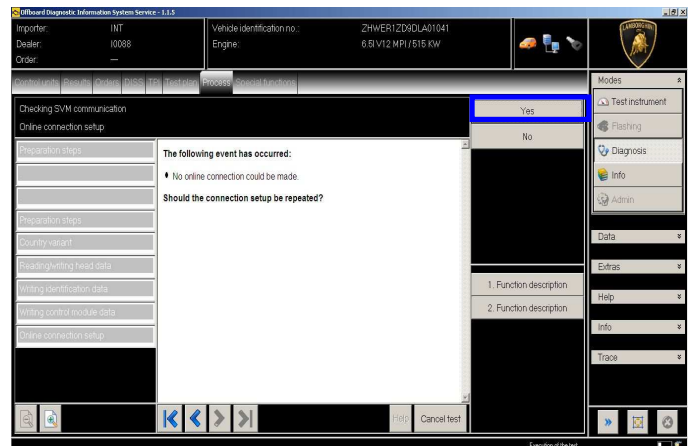 Offboard Diagnostic Information System Service - 1.1.5
Importer: INT Vehicle identification no.: ZHWER1ZD9DLA01041
Dealer: I0088 Engine: 6.5l V12 MPI / 515 KW
Order: —
LAMBORGHINI
Control units Results Orders DISS TPI Test plan Process Special functions
Modes
Checking SVM communication
Online connection setup
Yes
No
Test instrument
Flashing
Diagnosis
Info
Admin
Preparation steps
The following event has occurred:
No online connection could be made.
Should the connection setup be repeated?
Preparation steps
Country variant
Reading/writing head data
Writing identification data
Writing control module data
Online connection setup
1. Function description
2. Function description
Data
Extras
Help
Info
Trace
Help
Cancel test
Execution of the test